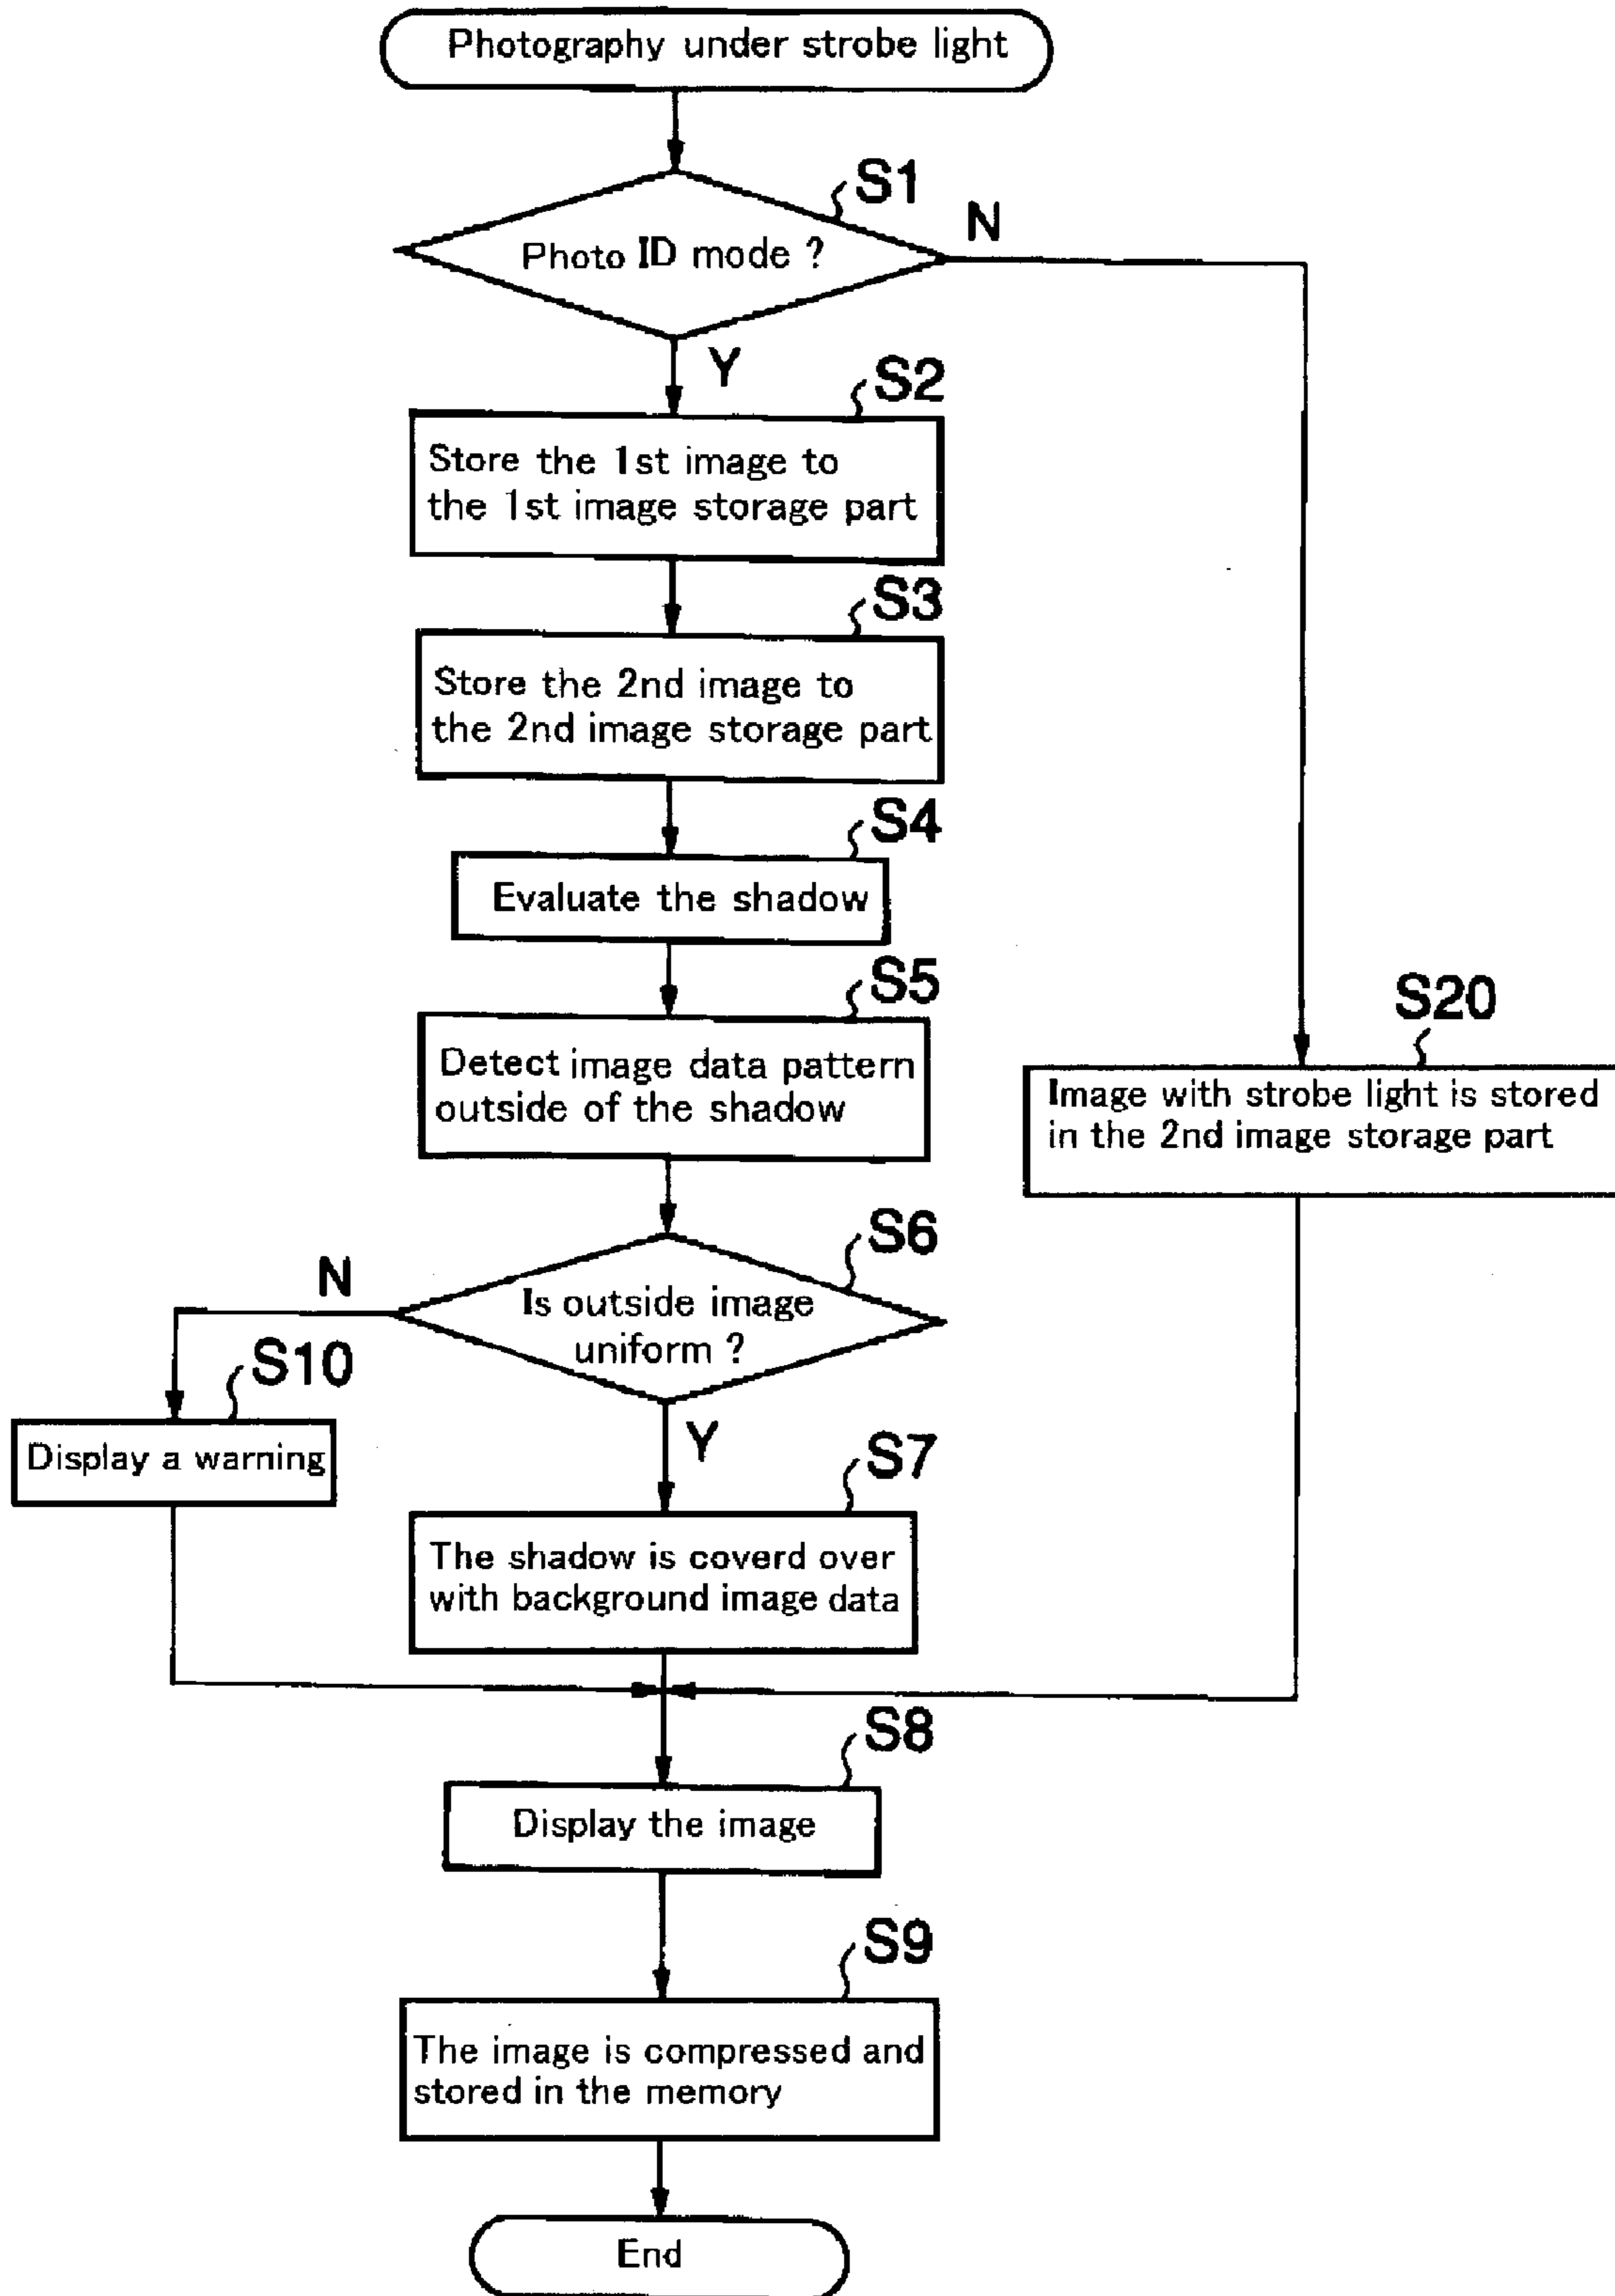 Photography under strobe light
S1
N
Photo ID mode ?
Y
S2
Store the 1st image to
the 1st image storage part
S3
Store the 2nd image to
the 2nd image storage part
S4
Evaluate the shadow
S5
Detect image data pattern
outside of the shadow
S20
Image with strobe light is stored
in the 2nd image storage part
S6
N
Is outside image
uniform ?
S10
Display a warning
Y
S7
The shadow is coverd over
with background image data
S8
Display the image
S9
The image is compressed and
stored in the memory
End